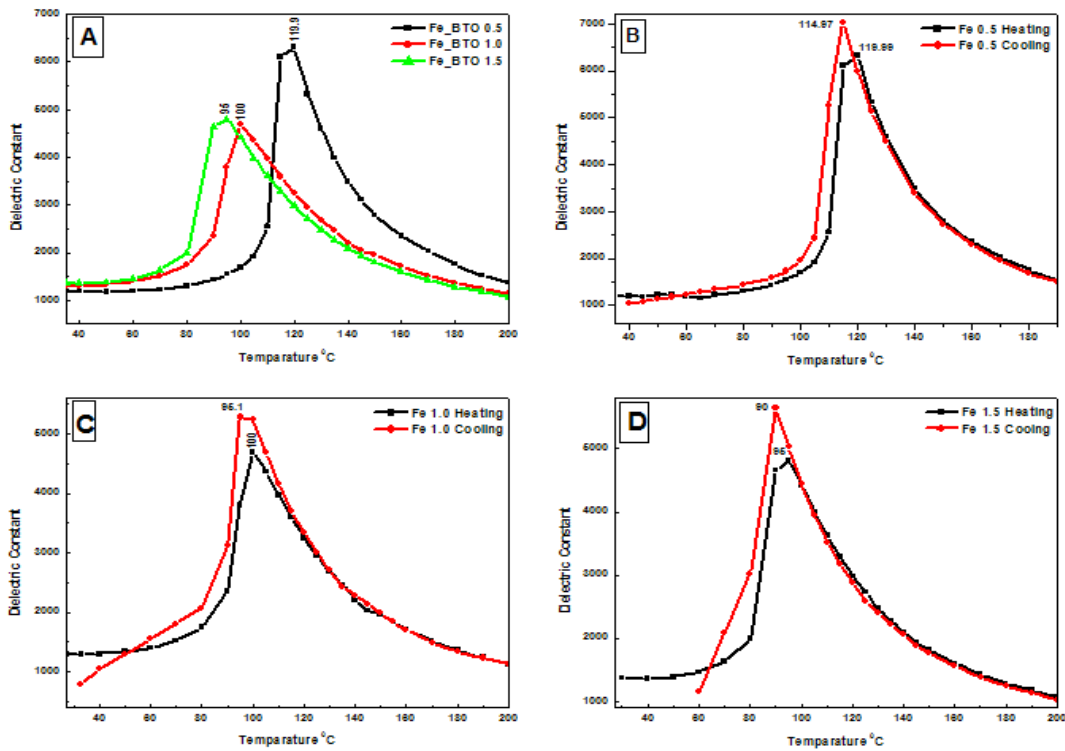 A
Fe_BTO 0.5
Fe_BTO 1.0
Fe_BTO 1.5
119.9
95
100
7000
6000
5000
4000
3000
2000
1000
Dielectric Constant
40 60 80 100 120 140 160 180 200
Temparature ⁰C
B
Fe 0.5 Heating
Fe 0.5 Cooling
114.97
119.99
7000
6000
5000
4000
3000
2000
1000
Dielectric Constant
40 60 80 100 120 140 160 180
Temparature ⁰C
C
Fe 1.0 Heating
Fe 1.0 Cooling
95.1
100
5000
4000
3000
2000
1000
Dielectric Constant
40 60 80 100 120 140 160 180 200
Temparature ⁰C
D
Fe 1.5 Heating
Fe 1.5 Cooling
90
95
5000
4000
3000
2000
1000
Dielectric Constant
40 60 80 100 120 140 160 180 200
Temparature ⁰C